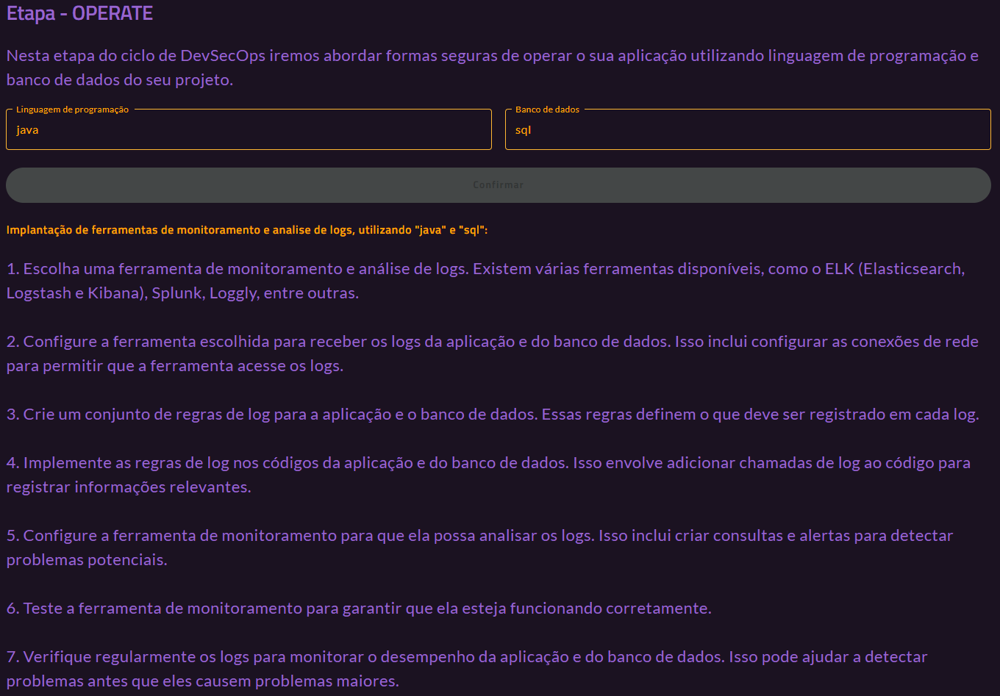 Etapa - OPERATE
Nesta etapa do ciclo de DevSecOps iremos abordar formas seguras de operar o sua aplicação utilizando linguagem de programação e
banco de dados do seu projeto.
Linguagem de programação
java
Banco de dados
sql
Confirmar
Implantação de ferramentas de monitoramento e analise de logs, utilizando "java" e "sql":
1. Escolha uma ferramenta de monitoramento e análise de logs. Existem várias ferramentas disponíveis, como o ELK (Elasticsearch,
Logstash e Kibana), Splunk, Loggly, entre outras.
2. Configure a ferramenta escolhida para receber os logs da aplicação e do banco de dados. Isso inclui configurar as conexões de rede
para permitir que a ferramenta acesse os logs.
3. Crie um conjunto de regras de log para a aplicação e o banco de dados. Essas regras definem o que deve ser registrado em cada log.
4. Implemente as regras de log nos códigos da aplicação e do banco de dados. Isso envolve adicionar chamadas de log ao código para
registrar informações relevantes.
5. Configure a ferramenta de monitoramento para que ela possa analisar os logs. Isso inclui criar consultas e alertas para detectar
problemas potenciais.
6. Teste a ferramenta de monitoramento para garantir que ela esteja funcionando corretamente.
7. Verifique regularmente os logs para monitorar o desempenho da aplicação e do banco de dados. Isso pode ajudar a detectar
problemas antes que eles causem problemas maiores.